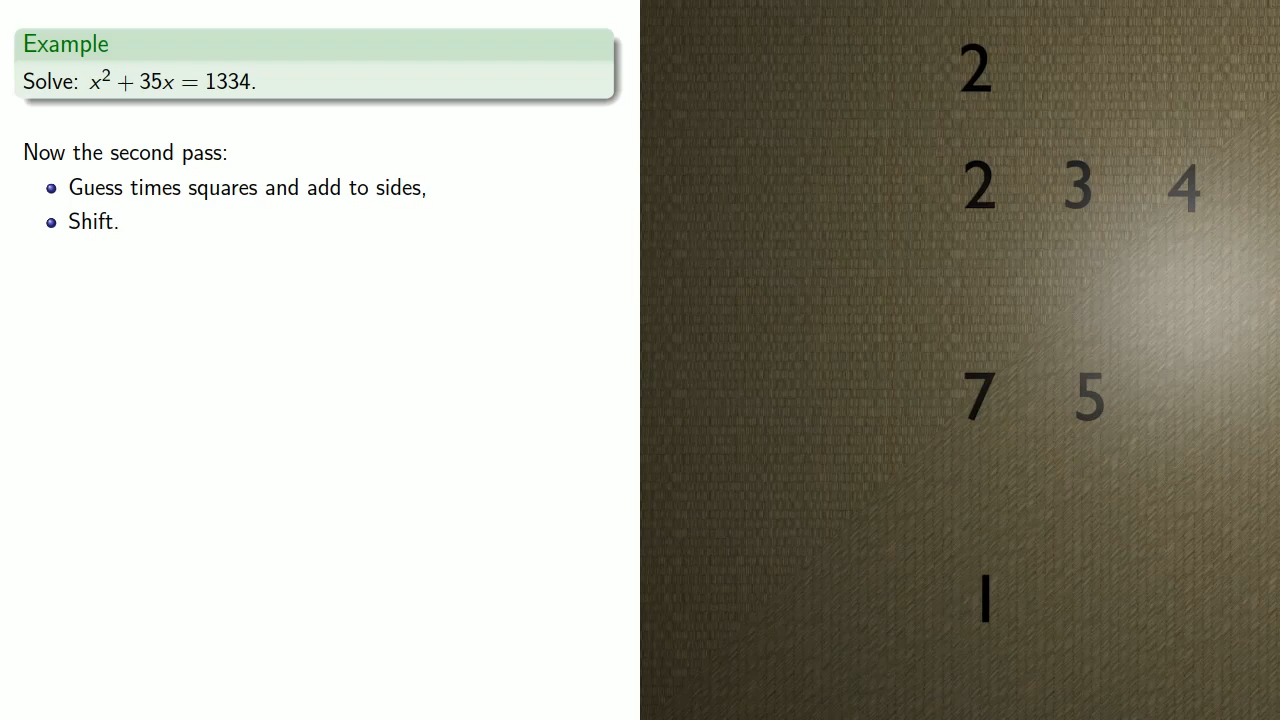 Example
Solve: x² + 35x = 1334.
Now the second pass:
Guess times squares and add to sides,
Shift.
2
2 3 4
7 5
1